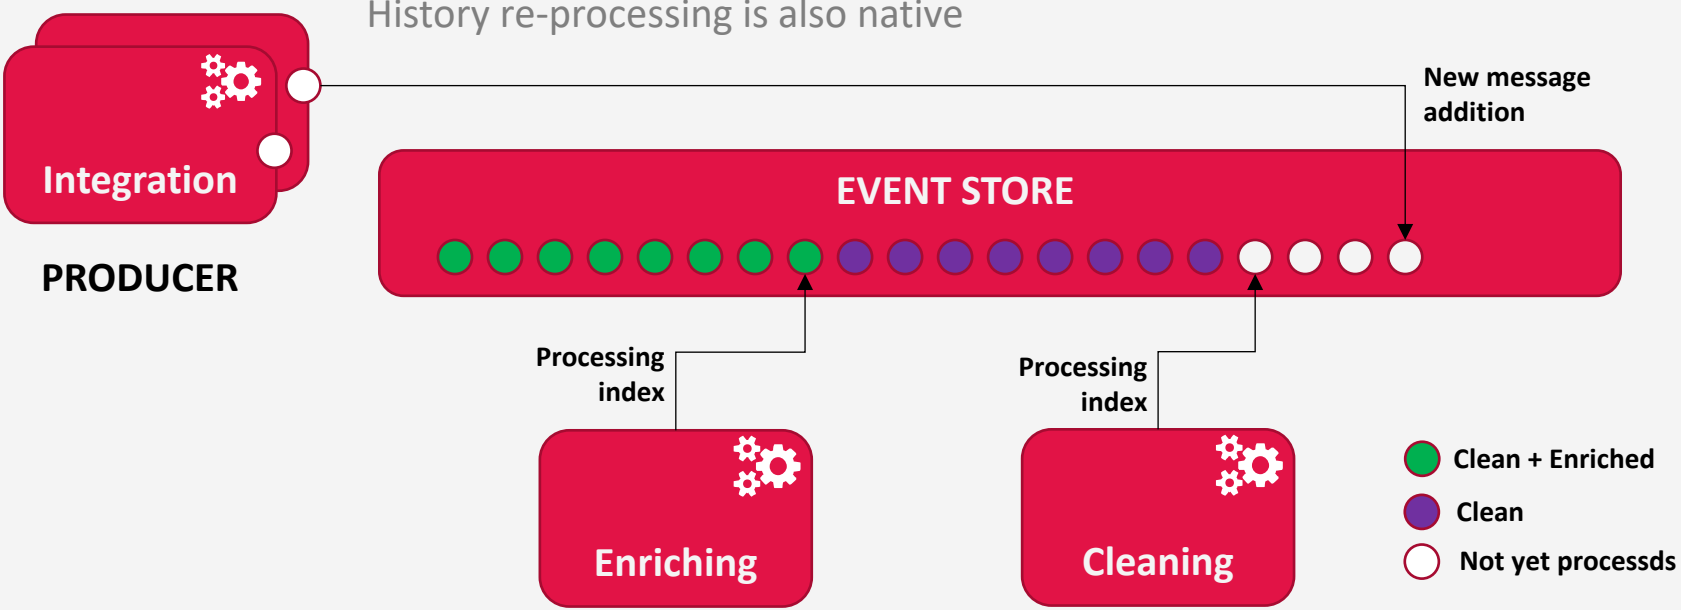 History re-processing is also native
New message
addition
Integration
EVENT STORE
PRODUCER
Processing
index
Processing
index
Clean + Enriched
Clean
Enriching
Cleaning
Not yet processds